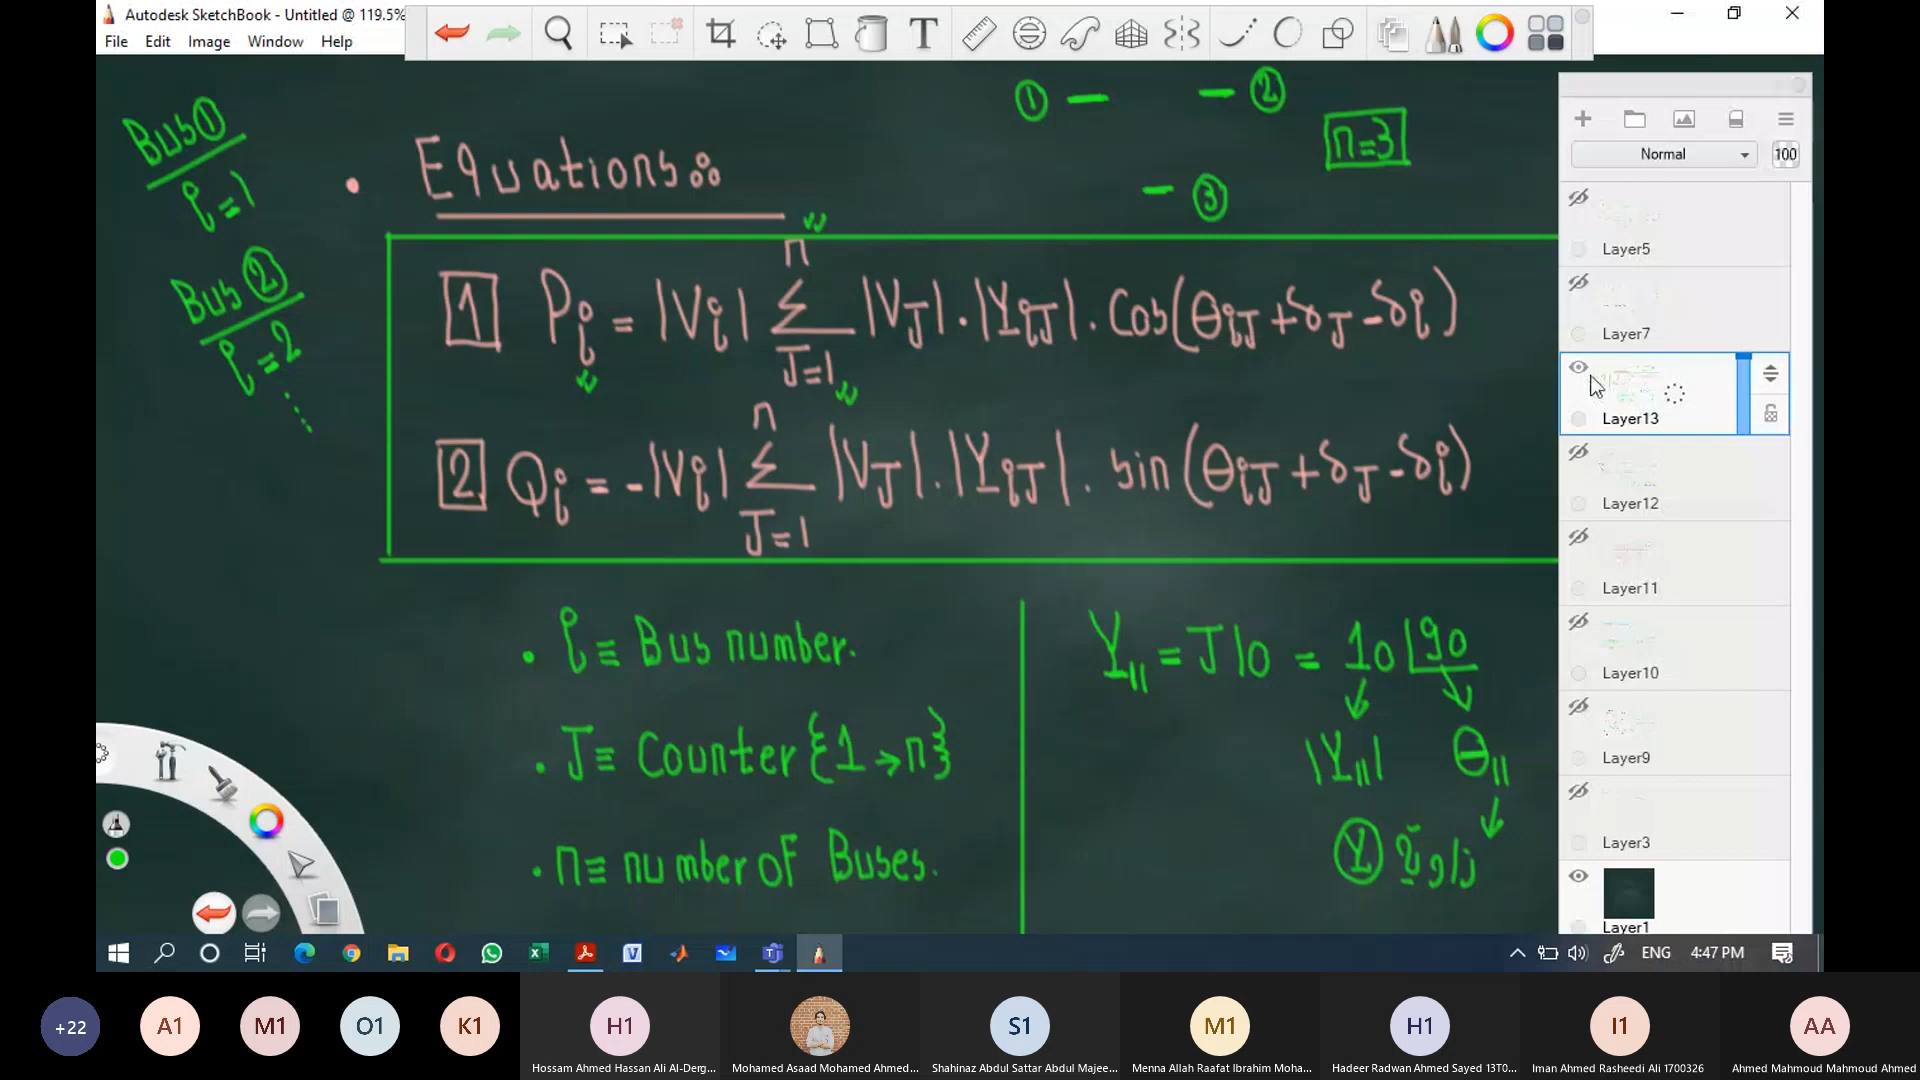 Autodesk SketchBook - Untitled @ 119.5%
File Edit Image Window Help
Bus ①
i = 1
Bus ②
i = 2
....
• Equations:
① – – ②
– ③
n=3
1 Pi = |Vi| Σ n J=1 |VJ| . |YiJ| . Cos(θiJ + δJ - δi)
2 Qi = -|Vi| Σ n J=1 |VJ| . |YiJ| . sin(θiJ + δJ - δi)
• i ≡ Bus number.
• J ≡ Counter {1→n}
• n ≡ number of Buses.
Y11 = J10 = 10∠90
|Y11| θ11
زاوية Y
Normal 100
Layer5
Layer7
Layer13
Layer12
Layer11
Layer10
Layer9
Layer3
Layer1
ENG 4:47 PM
+22 A1 M1 O1 K1 H1 S1 M1 H1 I1 AA
Hossam Ahmed Hassan Ali Al-Derg...
Mohamed Asaad Mohamed Ahmed...
Shahinaz Abdul Sattar Abdul Majee...
Menna Allah Raafat Ibrahim Moha...
Hadeer Radwan Ahmed Sayed 13T0...
Iman Ahmed Rasheedi Ali 1700326
Ahmed Mahmoud Mahmoud Ahmed